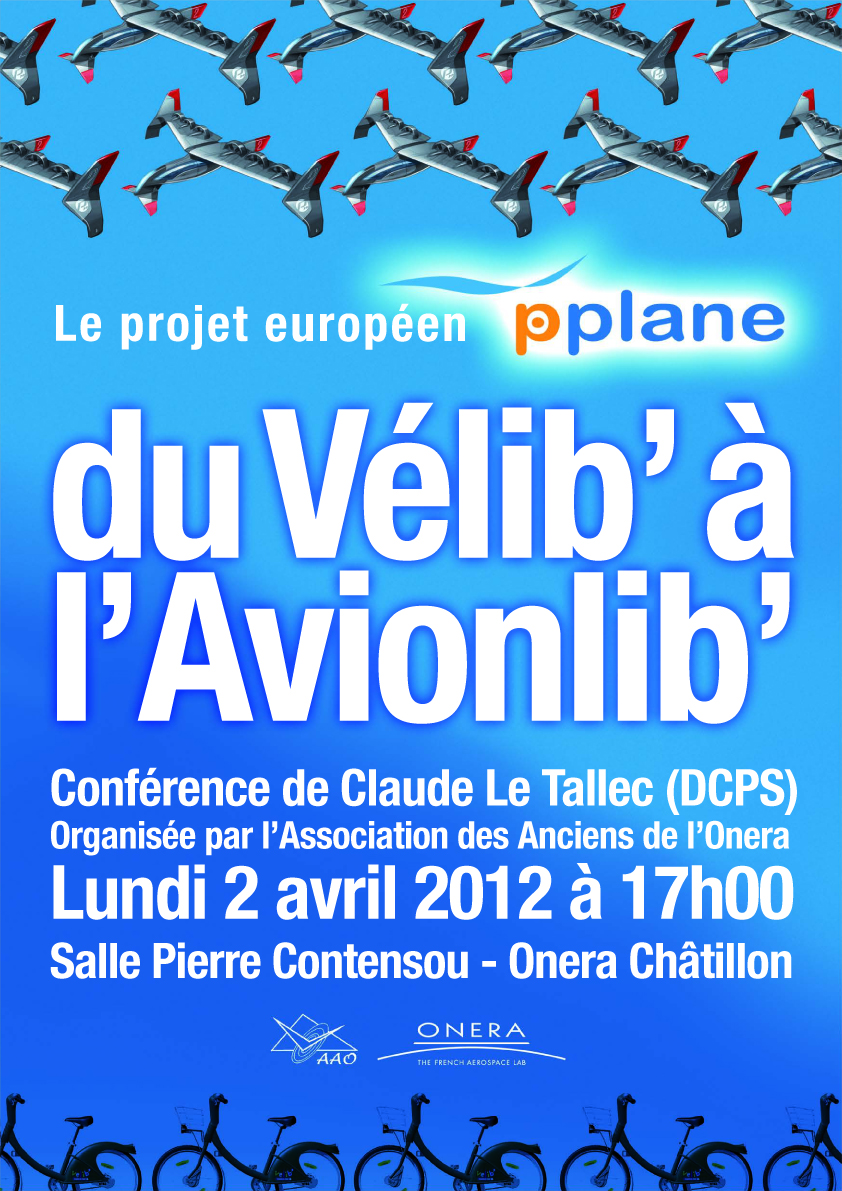 Le projet européen pplane
du Vélib’ à
l’Avionlib’
Conférence de Claude Le Tallec (DCPS)
Organisée par l’Association des Anciens de l’Onera
Lundi 2 avril 2012 à 17h00
Salle Pierre Contensou - Onera Châtillon
AAO
ONERA
THE FRENCH AEROSPACE LAB